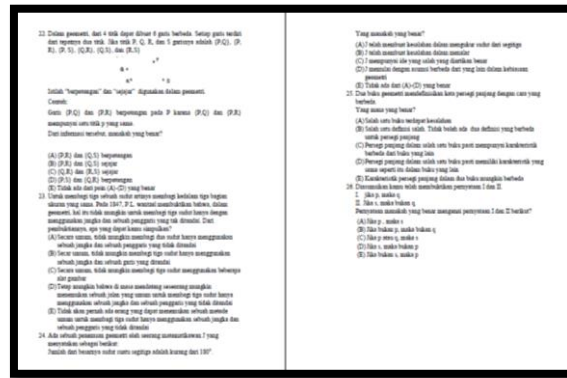 22. Dalam geometri, dari 4 titik dapat dibuat 6 garis berbeda. Setiap garis terdiri
dari tepatnya dua titik. Jika titik P, Q, R, dan S garisnya adalah {P,Q}, {P,
R}, {P, S}, {Q,R}, {Q,S}, dan {R,S}
Istilah "berpotongan" dan "sejajar" digunakan dalam geometri.
Contoh:
Garis {P,Q} dan {P,R} berpotongan pada P karena {P,Q} dan {P,R}
mempunyai satu titik p yang sama.
Dari informasi tersebut, manakah yang benar?
(A) {P,R} dan {Q,S} berpotongan
(B) {P,R} dan {Q,S} sejajar
(C) {Q,R} dan {R,S} sejajar
(D) {P,S} dan {Q,R} berpotongan
(E) Tidak ada dari poin (A)-(D) yang benar
23. Untuk membagi tiga sebuah sudut artinya membagi kedalam tiga bagian
ukuran yang sama. Pada 1847, P.L. wantzel membuktikan bahwa, dalam
geometri, hal itu tidak mungkin untuk membagi tiga sudut hanya dengan
menggunakan jangka dan sebuah penggaris yang tidak ditandai. Dari
pembuktiannya, apa yang dapat kamu simpulkan?
(A) Secara umum, tidak mungkin membagi dua sudut hanya menggunakan
sebuah jangka dan sebuah penggaris yang tidak ditandai
(B) Secar umum, tidak mungkin membagi tiga sudut hanya menggunakan
sebuah jangka dan sebuah garis yang ditandai
(C) Secara umum, tidak mungkin membagi tiga sudut menggunakan beberapa
alat gambar
(D) Tetap mungkin bahwa di masa mendatang seseorang mungkin
menemukan sebuah jalan yang umum untuk membagi tiga sudut hanya
menggunakan sebuah jangka dan sebuah penggaris yang tidak ditandai
(E) Tidak akan pernah ada orang yang dapat menemukan sebuah metode
umum untuk membagi tiga sudut hanya menggunakan sebuah jangka dan
sebuah penggaris yang tidak ditandai
24. Ada sebuah penemuan geometri oleh seorang matematikawan J yang
menyatakan sebagai berikut:
Jumlah dari besarnya sudut suatu segitiga adalah kurang dari 180°.
Yang manakah yang benar?
(A) J telah membuat kesalahan dalam mengukur sudut dari segitiga
(B) J telah membuat kesalahan dalam menalar
(C) J mempunyai ide yang salah yang diartikan benar
(D) J memulai dengan asumsi berbeda dari yang lain dalam kebiasaan
geometri
(E) Tidak ada dari (A)-(D) yang benar
25. Dua buku geometri mendefinisikan kata persegi panjang dengan cara yang
berbeda.
Yang mana yang benar?
(A) Salah satu buku terdapat kesalahan
(B) Salah satu definisi salah. Tidak boleh ada dua definisi yang berbeda
untuk persegi panjang
(C) Persegi panjang dalam salah satu buku pasti mempunyai karakteristik
berbeda dari buku yang lain
(D) Persegi panjang dalam salah satu buku pasti memiliki karakteristik yang
sama seperti itu dalam buku yang lain
(E) Karakteristik persegi panjang dalam dua buku mungkin berbeda
26. Diasumsikan kamu telah membuktikan pernyataan I dan II.
I. jika p, maka q.
II. Jika s, maka bukan q
Pernyataan manakah yang benar mengenai pernyataan I dan II berikut?
(A) Jika p, maka s
(B) Jika bukan p, maka bukan q
(C) Jika p atau q, maka s
(D) Jika s, maka bukan p
(E) Jika bukan s, maka p